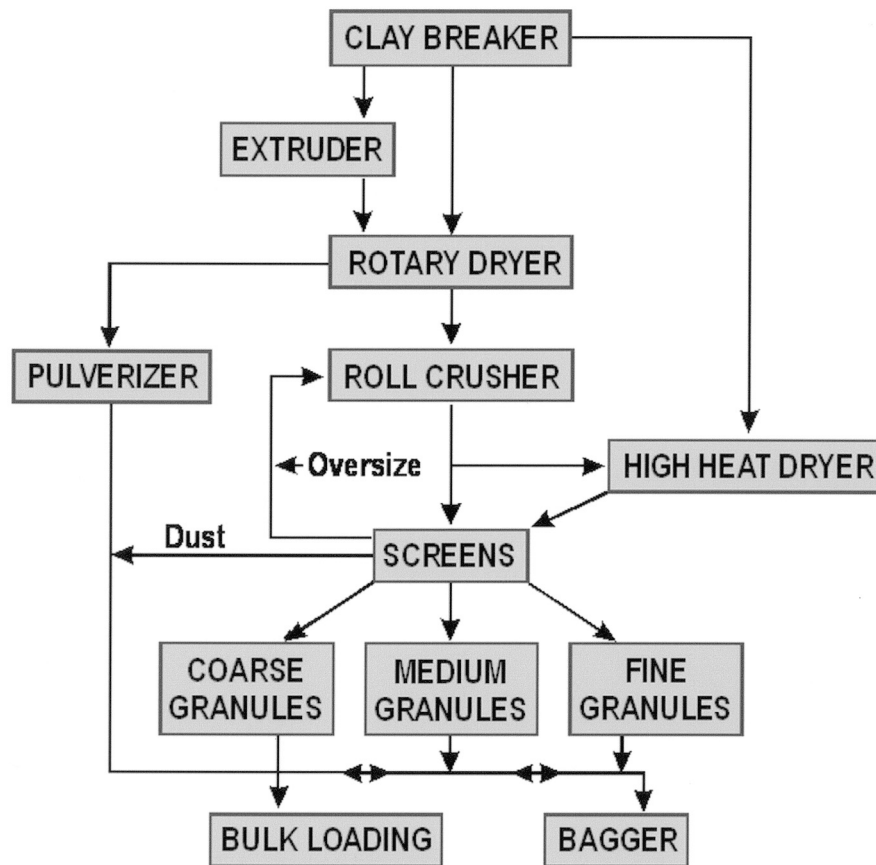 CLAY BREAKER
EXTRUDER
ROTARY DRYER
PULVERIZER
ROLL CRUSHER
Oversize
HIGH HEAT DRYER
Dust
SCREENS
COARSE
GRANULES
MEDIUM
GRANULES
FINE
GRANULES
BULK LOADING
BAGGER